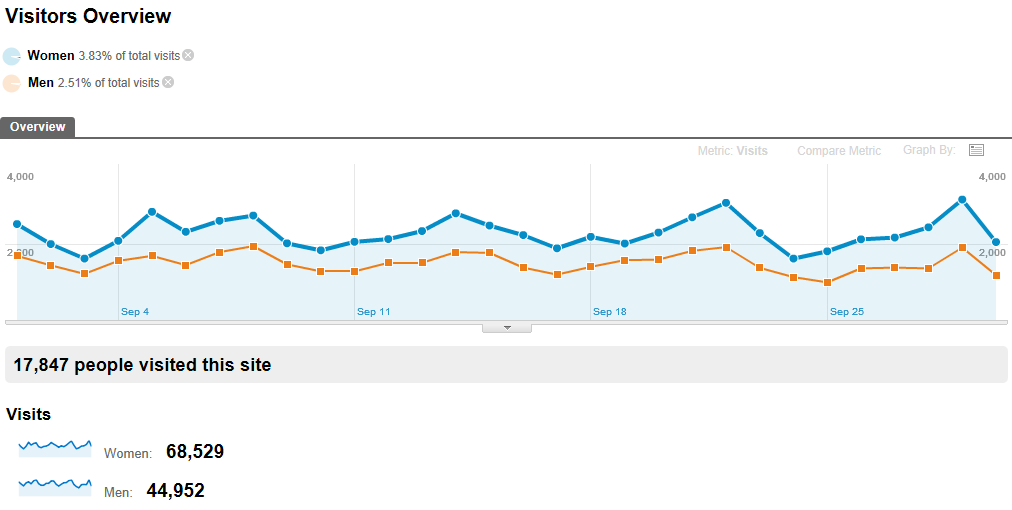 Visitors Overview
Women 3.83% of total visits
Men 2.51% of total visits
Overview
Metric: Visits Compare Metric Graph By:
4,000 4,000
2,000 2,000
Sep 4 Sep 11 Sep 18 Sep 25
17,847 people visited this site
Visits
Women: 68,529
Men: 44,952